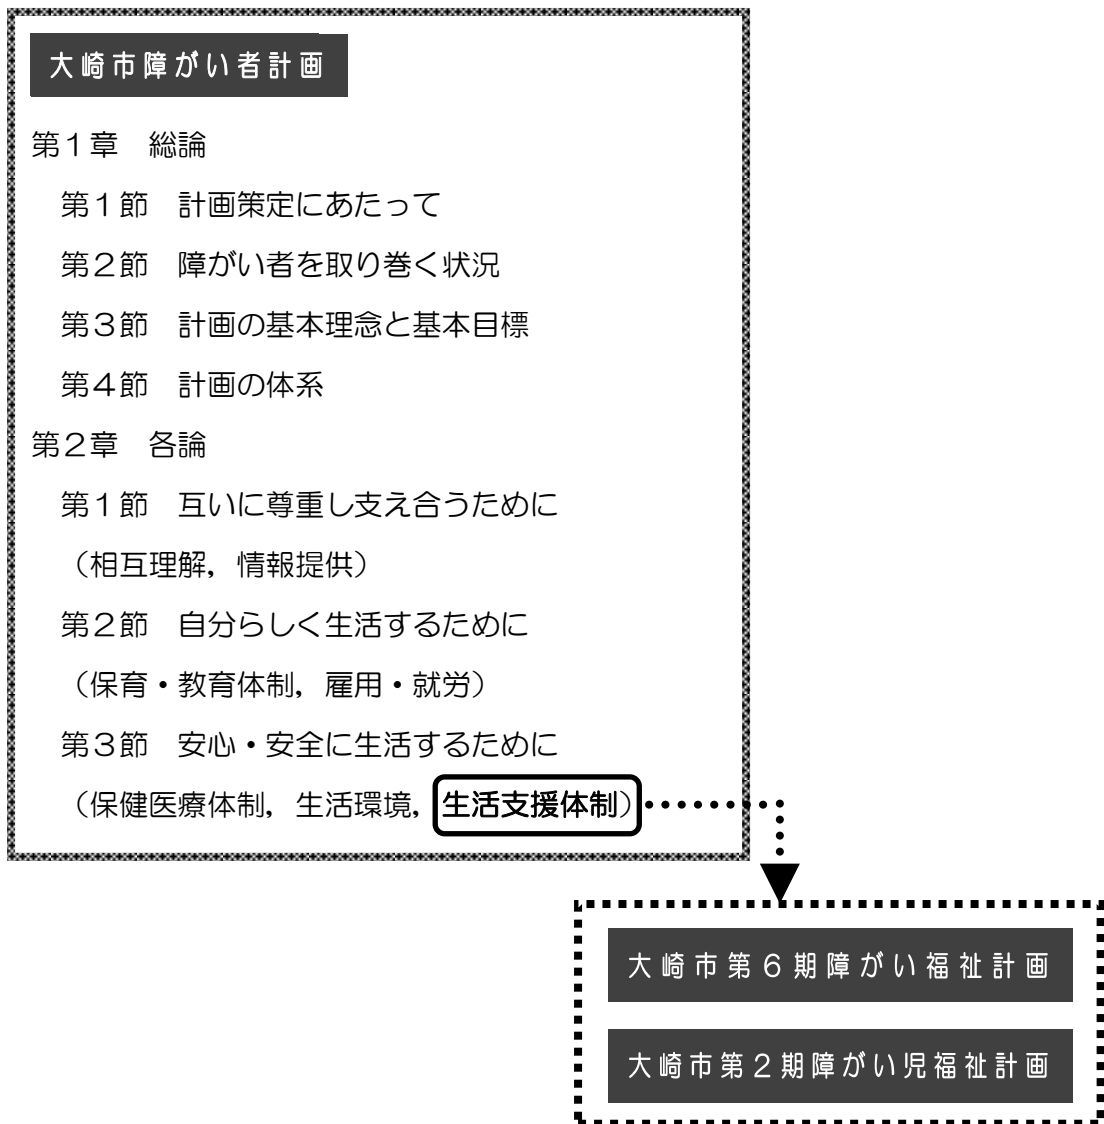 大崎市障がい者計画
第１章　総論
第１節　計画策定にあたって
第２節　障がい者を取り巻く状況
第３節　計画の基本理念と基本目標
第４節　計画の体系
第２章　各論
第１節　互いに尊重し支え合うために
（相互理解，情報提供）
第２節　自分らしく生活するために
（保育・教育体制，雇用・就労）
第３節　安心・安全に生活するために
（保健医療体制，生活環境，生活支援体制）
大崎市第６期障がい福祉計画
大崎市第２期障がい児福祉計画